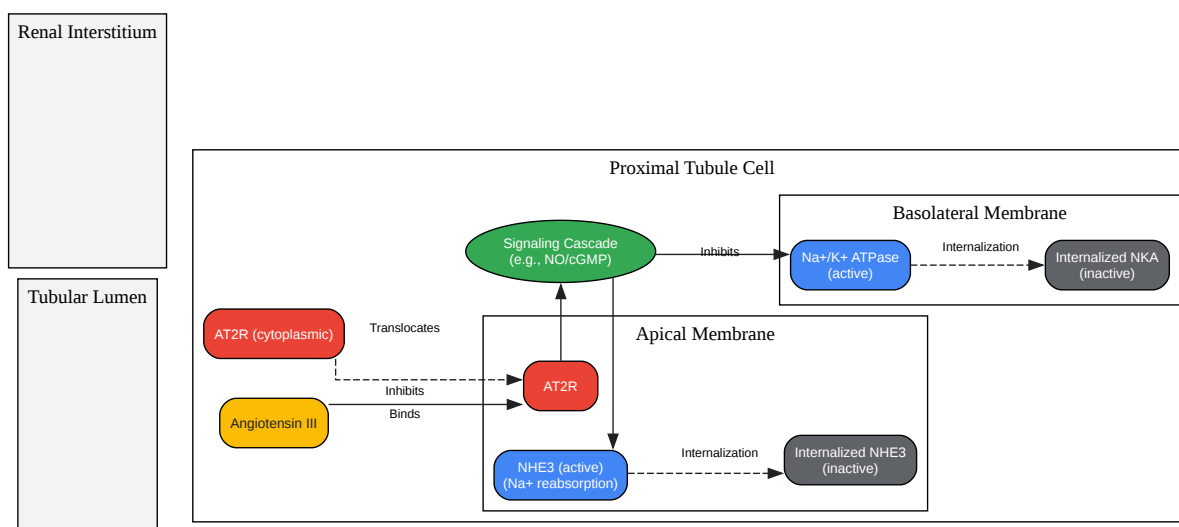 Renal Interstitium
Proximal Tubule Cell
Basolateral Membrane
Signaling Cascade
(e.g., NO/cGMP)
Inhibits
Na+/K+ ATPase
(active)
Internalization
Internalized NKA
(inactive)
Tubular Lumen
AT2R (cytoplasmic)
Translocates
Apical Membrane
AT2R
Inhibits
Binds
Angiotensin III
NHE3 (active)
(Na+ reabsorption)
Internalization
Internalized NHE3
(inactive)